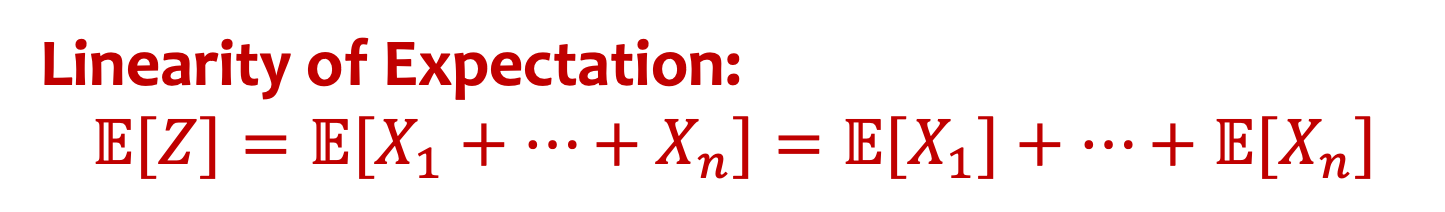 Linearity of Expectation:
𝔼[Z] = 𝔼[X₁ + ⋯ + Xₙ] = 𝔼[X₁] + ⋯ + 𝔼[Xₙ]